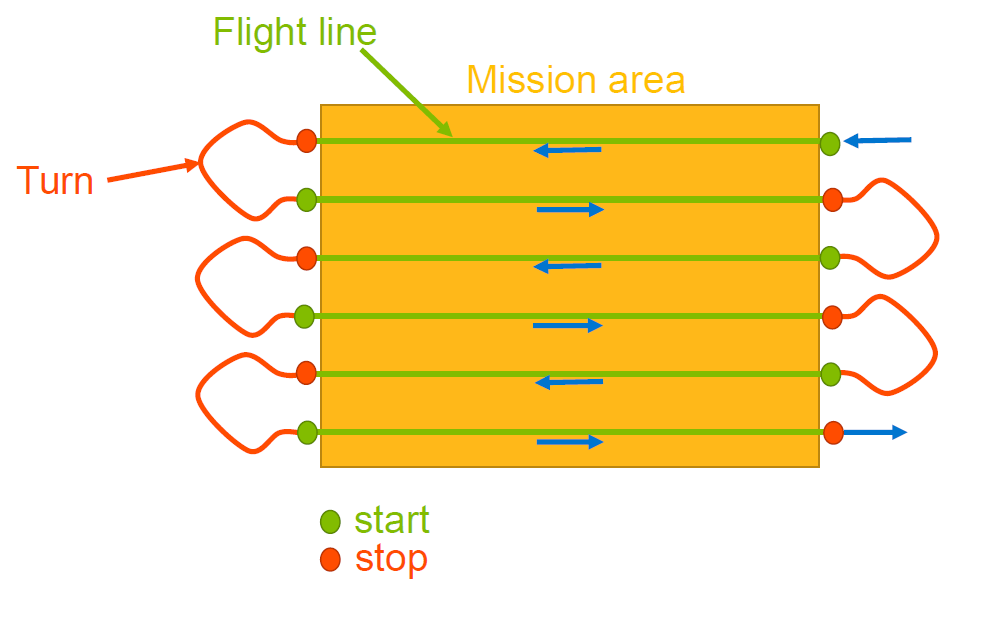 Flight line
Mission area
Turn
start
stop